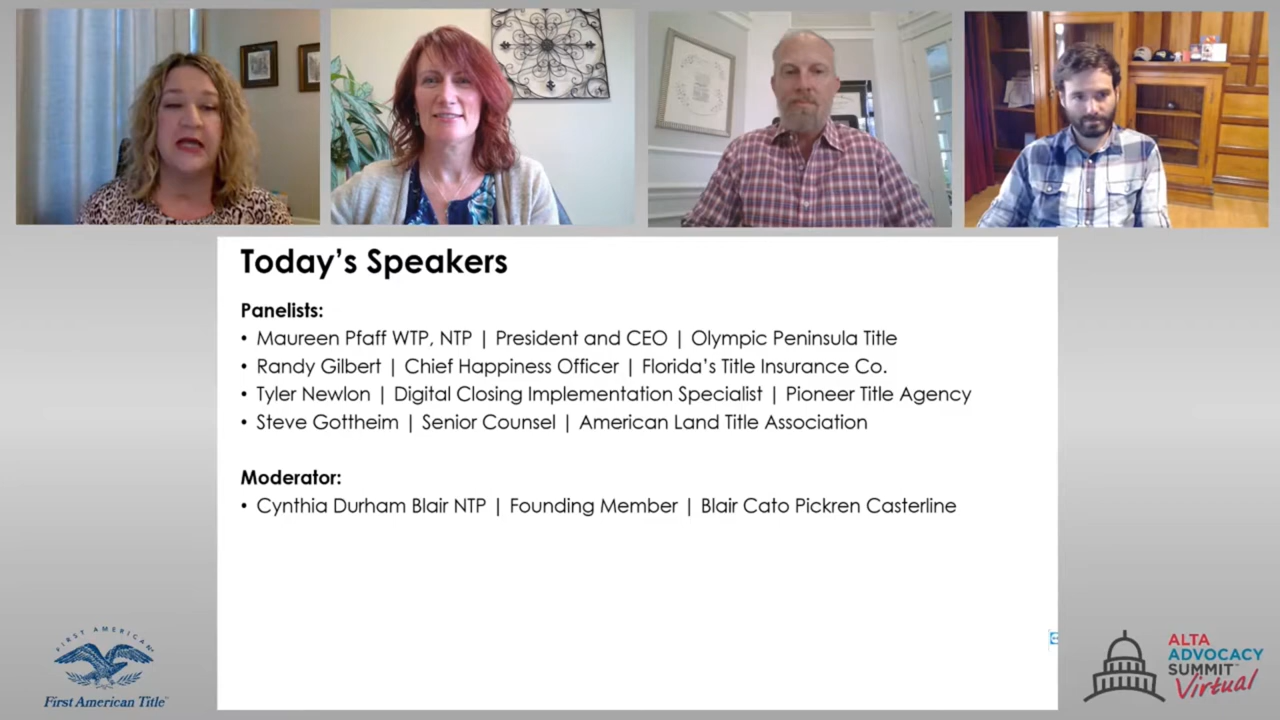 Today's Speakers
Panelists:
• Maureen Pfaff WTP, NTP | President and CEO | Olympic Peninsula Title
• Randy Gilbert | Chief Happiness Officer | Florida's Title Insurance Co.
• Tyler Newlon | Digital Closing Implementation Specialist | Pioneer Title Agency
• Steve Gottheim | Senior Counsel | American Land Title Association
Moderator:
• Cynthia Durham Blair NTP | Founding Member | Blair Cato Pickren Casterline
FIRST AMERICAN
First American Title™
ALTA
ADVOCACY
SUMMIT™
Virtual